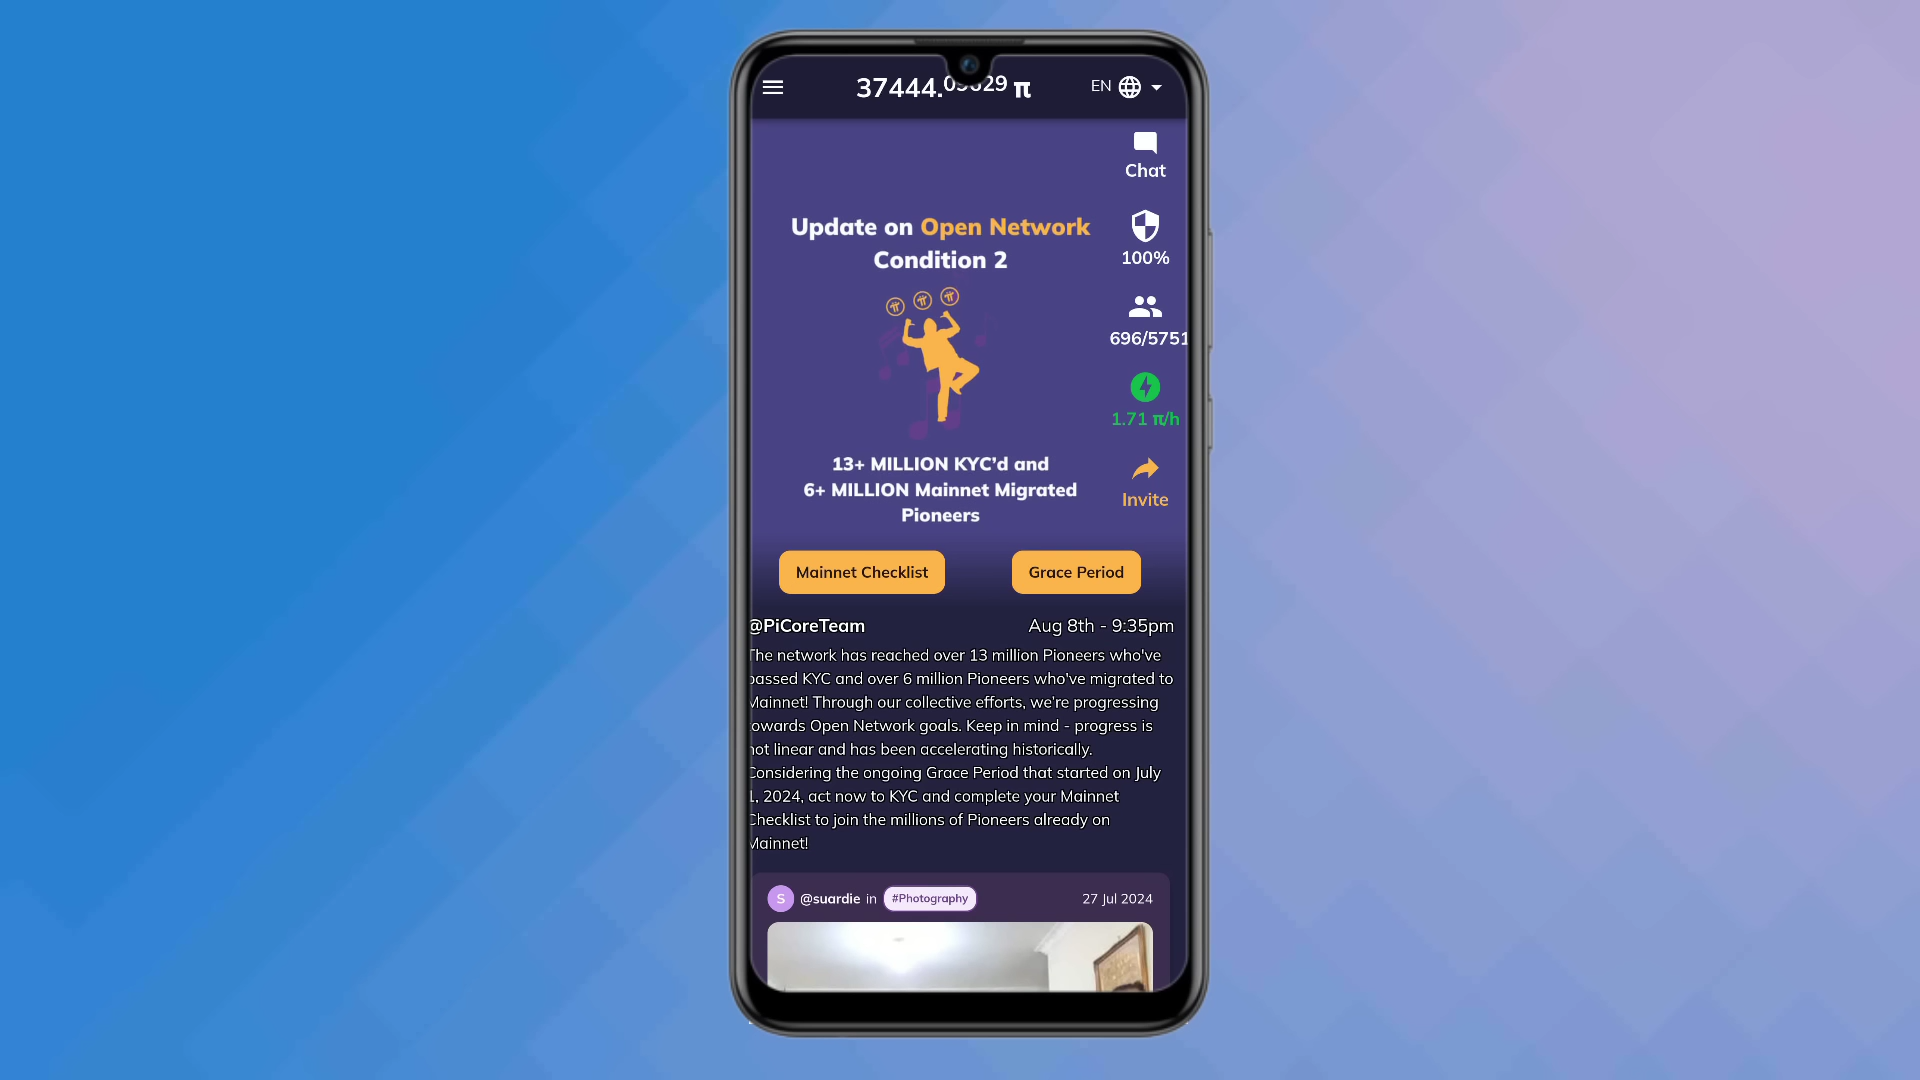 37444. π
EN
Chat
Update on Open Network
Condition 2
100%
696/5751
1.71 π/h
13+ MILLION KYC'd and
6+ MILLION Mainnet Migrated
Pioneers
Invite
Mainnet Checklist
Grace Period
@PiCoreTeam
Aug 8th - 9:35pm
The network has reached over 13 million Pioneers who've
passed KYC and over 6 million Pioneers who've migrated to
Mainnet! Through our collective efforts, we're progressing
towards Open Network goals. Keep in mind - progress is
not linear and has been accelerating historically.
Considering the ongoing Grace Period that started on July
1, 2024, act now to KYC and complete your Mainnet
Checklist to join the millions of Pioneers already on
Mainnet!
S @suardie in #Photography 27 Jul 2024